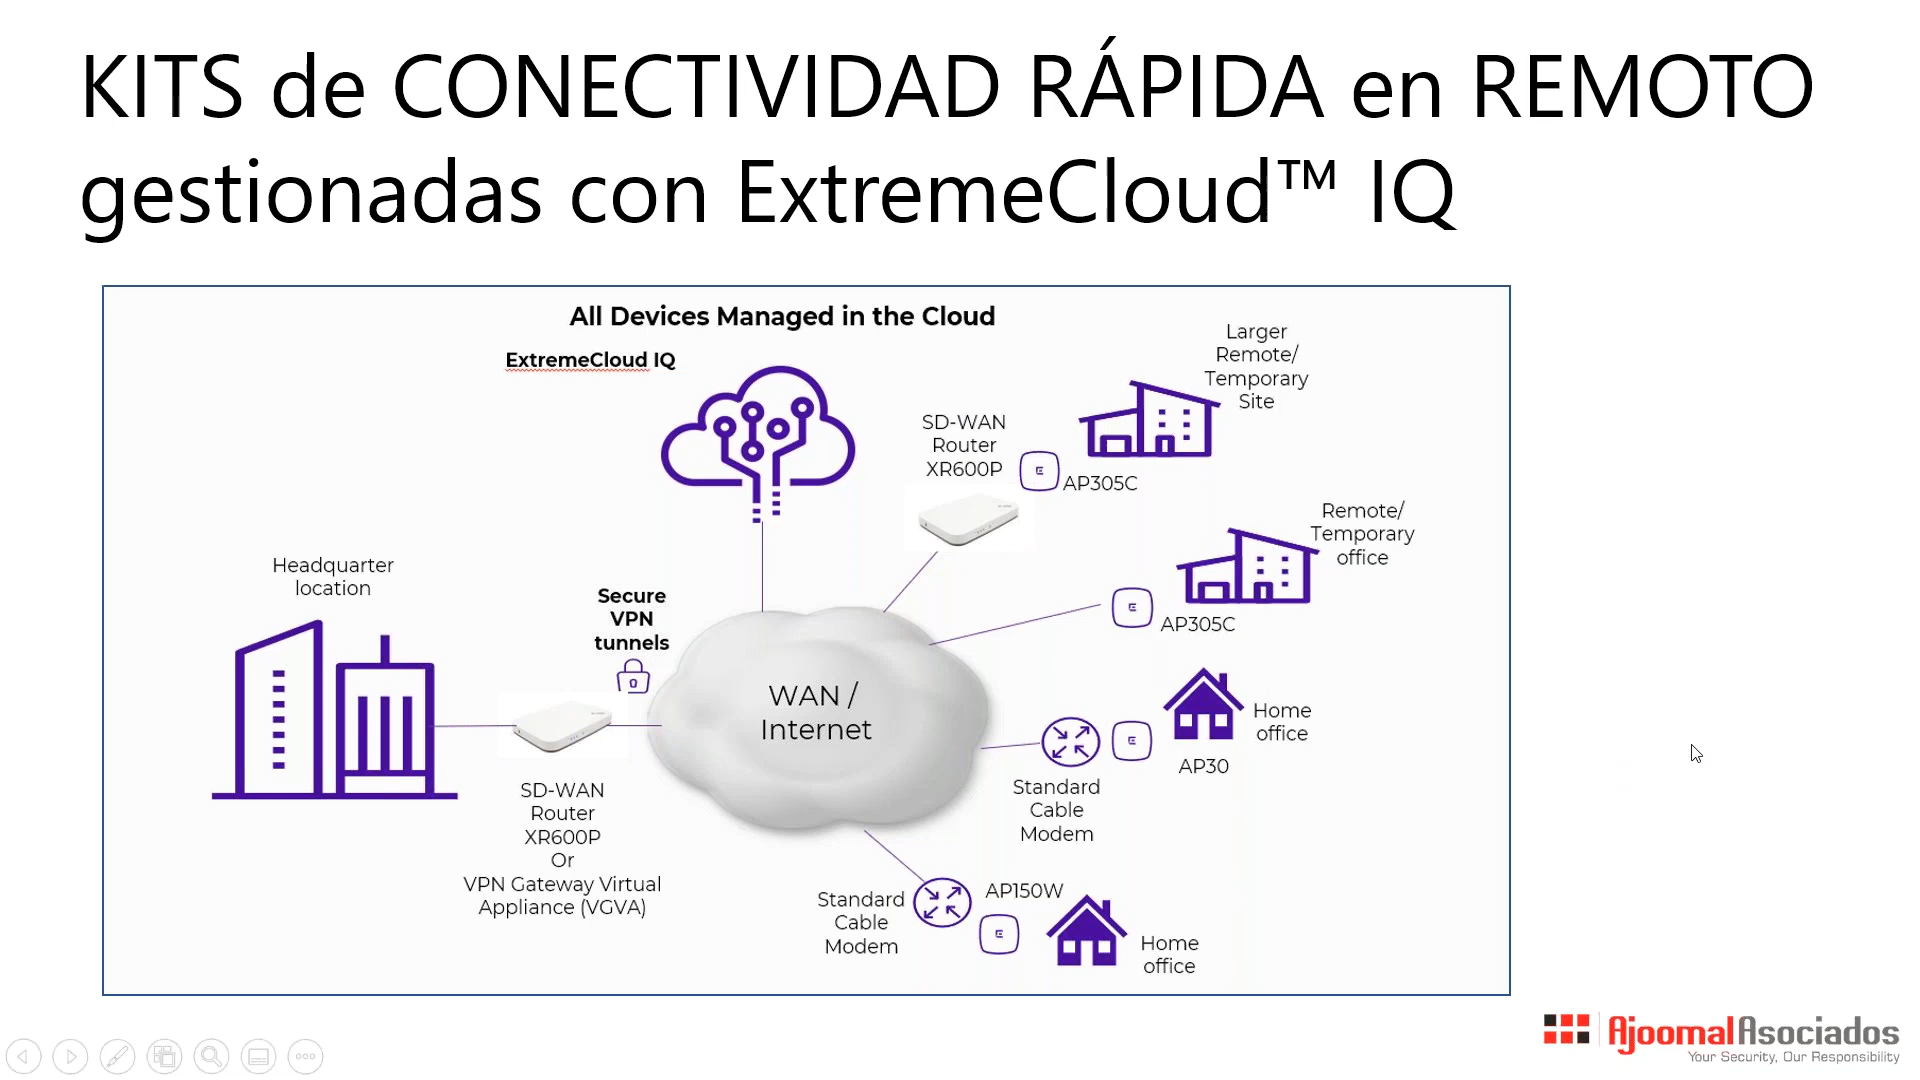 KITS de CONECTIVIDAD RÁPIDA en REMOTO
gestionadas con ExtremeCloud™ IQ
All Devices Managed in the Cloud
ExtremeCloud IQ
Larger
Remote/
Temporary
Site
SD-WAN
Router
XR600P
AP305C
Remote/
Temporary
office
AP305C
Headquarter
location
Secure
VPN
tunnels
WAN /
Internet
Home
office
AP30
Standard
Cable
Modem
SD-WAN
Router
XR600P
Or
VPN Gateway Virtual
Appliance (VGVA)
Standard
Cable
Modem
AP150W
Home
office
AjoomalAsociados
Your Security, Our Responsibility